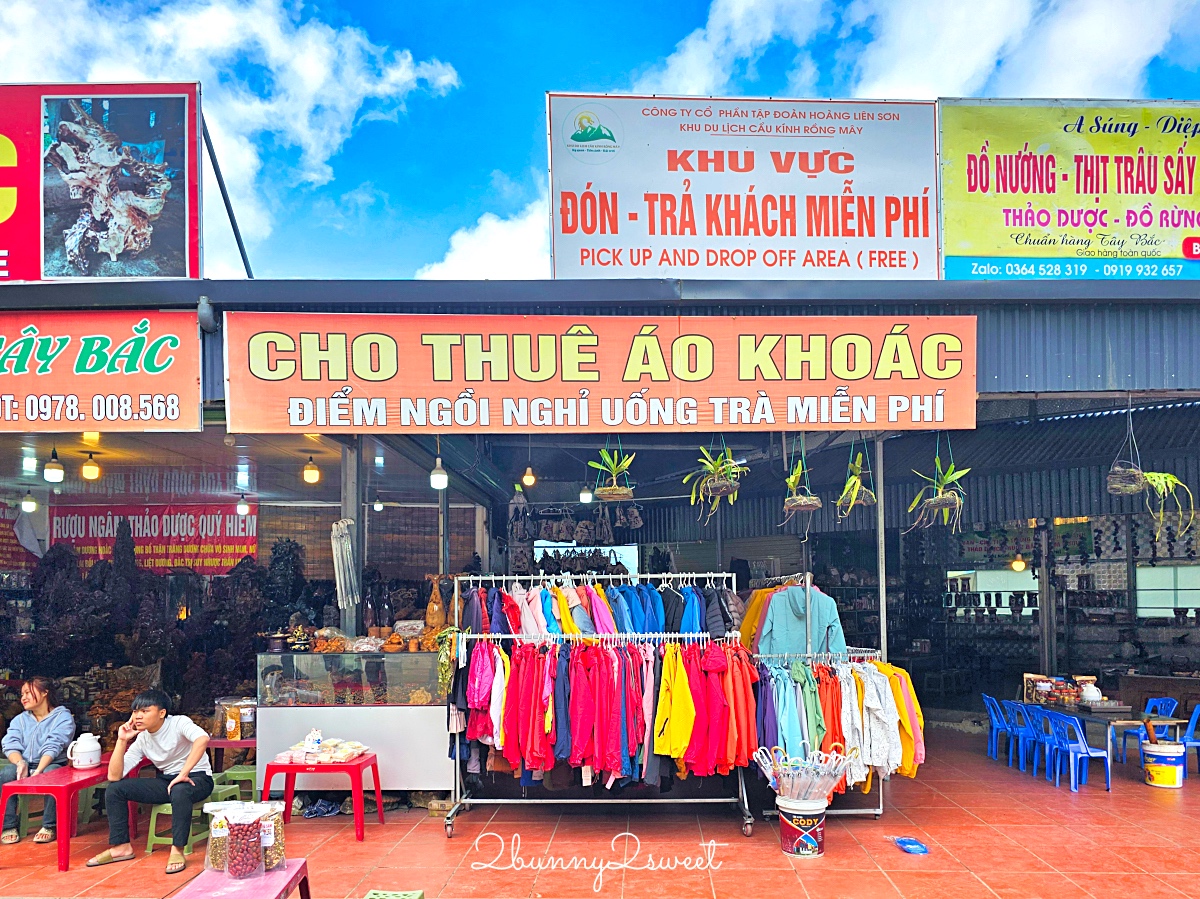 CÔNG TY CỔ PHẦN TẬP ĐOÀN HOÀNG LIÊN SƠN
KHU DU LỊCH CẦU KÍNH RỒNG MÂY
KHU VỰC
ĐÓN - TRẢ KHÁCH MIỄN PHÍ
PICK UP AND DROP OFF AREA ( FREE )
A Súng - Diệp
ĐỒ NƯỚNG - THỊT TRÂU SẤY
THẢO DƯỢC - ĐỒ RỪNG
Chuẩn hàng Tây Bắc
Giao hàng toàn quốc
Zalo: 0364 528 319 - 0919 932 657
C
E
TÂY BẮC
ĐT: 0978. 008.568
CHO THUÊ ÁO KHOÁC
ĐIỂM NGỒI NGHỈ UỐNG TRÀ MIỄN PHÍ
RƯỢU NGÂM THẢO DƯỢC QUÝ HIẾM
CODY
2bunny2sweet